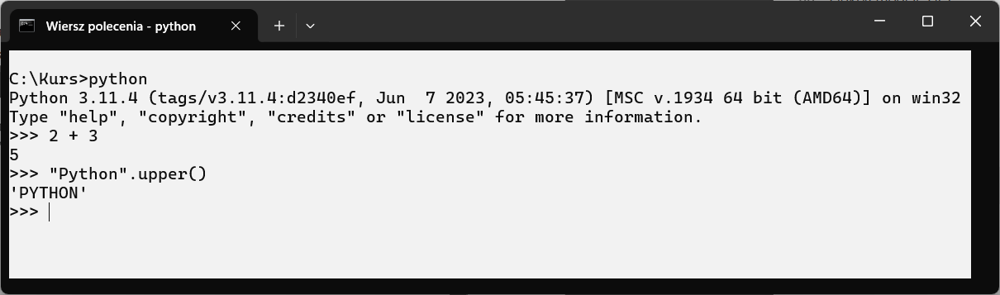 Wiersz polecenia - python
C:\Kurs>python
Python 3.11.4 (tags/v3.11.4:d2340ef, Jun  7 2023, 05:45:37) [MSC v.1934 64 bit (AMD64)] on win32
Type "help", "copyright", "credits" or "license" for more information.
>>> 2 + 3
5
>>> "Python".upper()
'PYTHON'
>>>